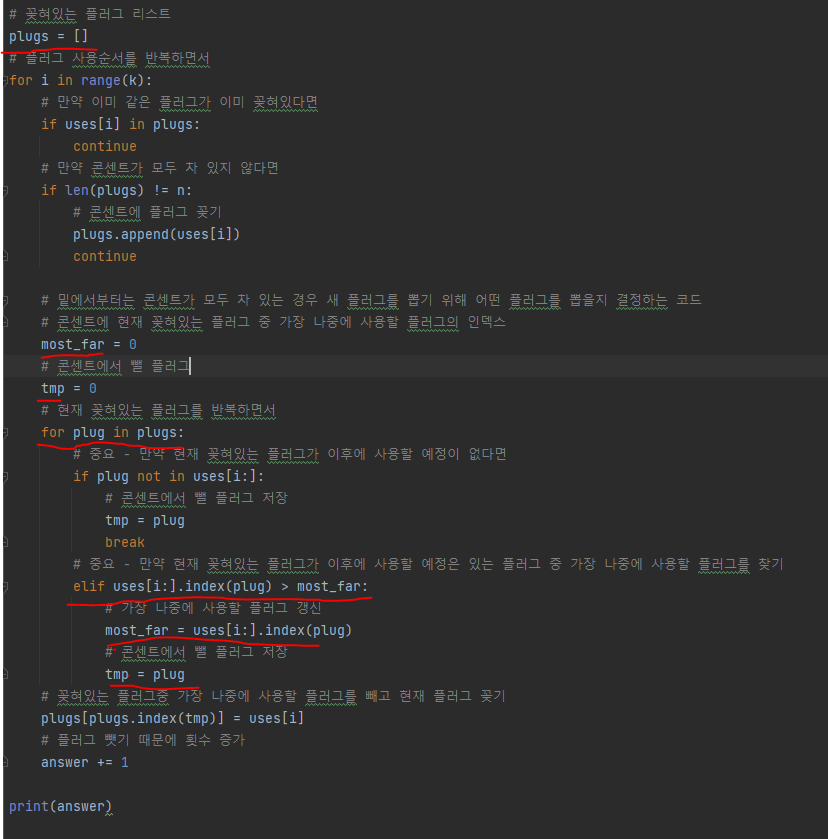 # 꽂혀있는 플러그 리스트
plugs = []
# 플러그 사용순서를 반복하면서
for i in range(k):
    # 만약 이미 같은 플러그가 이미 꽂혀있다면
    if uses[i] in plugs:
        continue
    # 만약 콘센트가 모두 차 있지 않다면
    if len(plugs) != n:
        # 콘센트에 플러그 꽂기
        plugs.append(uses[i])
        continue

    # 밑에서부터는 콘센트가 모두 차 있는 경우 새 플러그를 뽑기 위해 어떤 플러그를 뽑을지 결정하는 코드
    # 콘센트에 현재 꽂혀있는 플러그 중 가장 나중에 사용할 플러그의 인덱스
    most_far = 0
    # 콘센트에서 뺄 플러그
    tmp = 0
    # 현재 꽂혀있는 플러그를 반복하면서
    for plug in plugs:
        # 중요 - 만약 현재 꽂혀있는 플러그가 이후에 사용할 예정이 없다면
        if plug not in uses[i:]:
            # 콘센트에서 뺄 플러그 저장
            tmp = plug
            break
        # 중요 - 만약 현재 꽂혀있는 플러그가 이후에 사용할 예정은 있는 플러그 중 가장 나중에 사용할 플러그를 찾기
        elif uses[i:].index(plug) > most_far:
            # 가장 나중에 사용할 플러그 갱신
            most_far = uses[i:].index(plug)
            # 콘센트에서 뺄 플러그 저장
            tmp = plug
    # 꽂혀있는 플러그중 가장 나중에 사용할 플러그를 빼고 현재 플러그 꽂기
    plugs[plugs.index(tmp)] = uses[i]
    # 플러그 뺏기 때문에 횟수 증가
    answer += 1

print(answer)